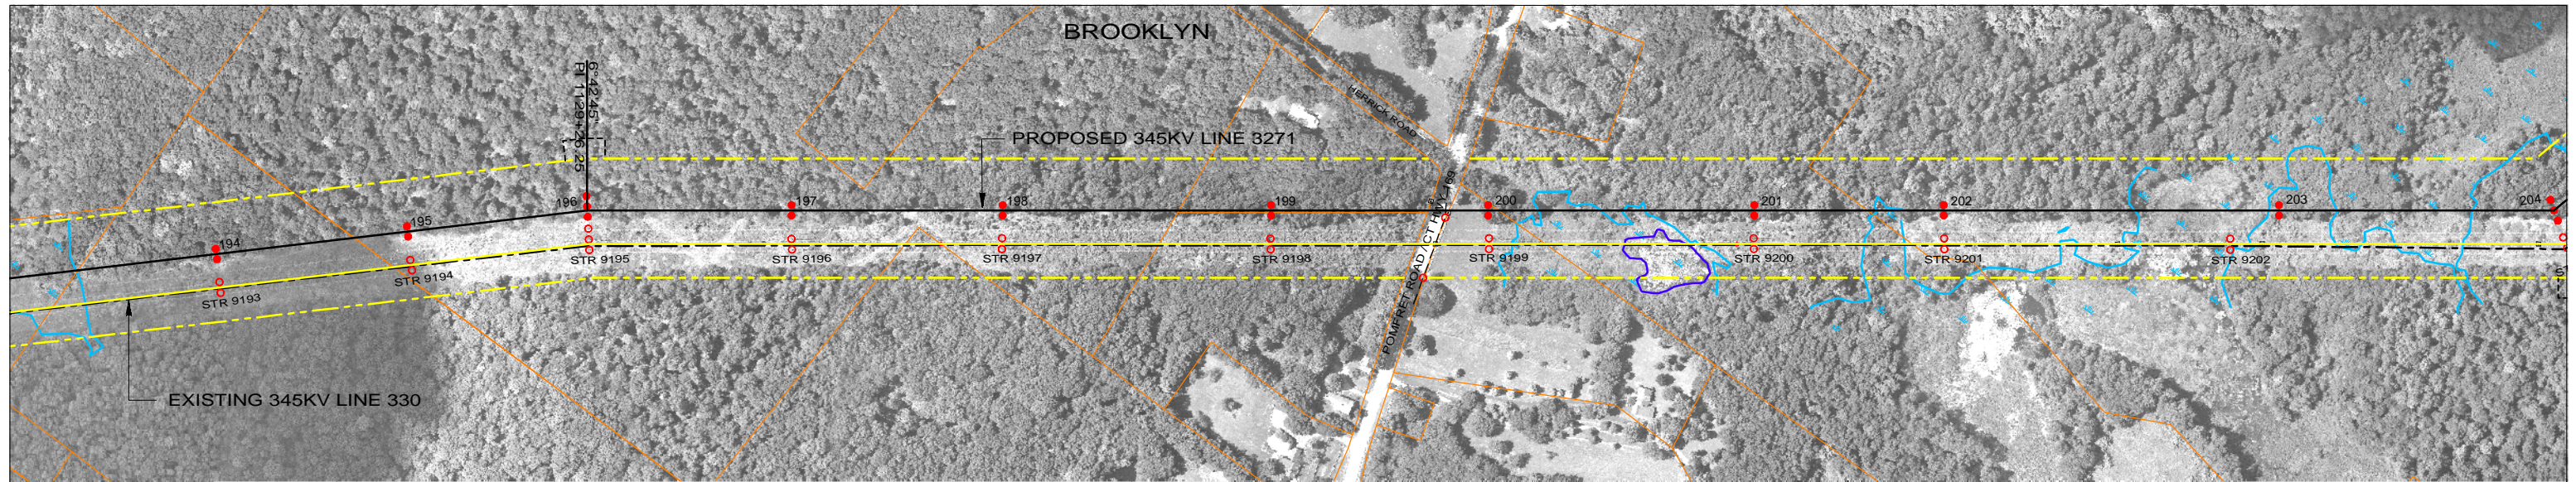 BROOKLYN
6°42'45"
PI 1129+26.25
HERRICK ROAD
PROPOSED 345KV LINE 3271
POMFRET ROAD / CT HWY 169
194
195
196
197
198
199
200
201
202
203
204
STR 9193
STR 9194
STR 9195
STR 9196
STR 9197
STR 9198
STR 9199
STR 9200
STR 9201
STR 9202
EXISTING 345KV LINE 330